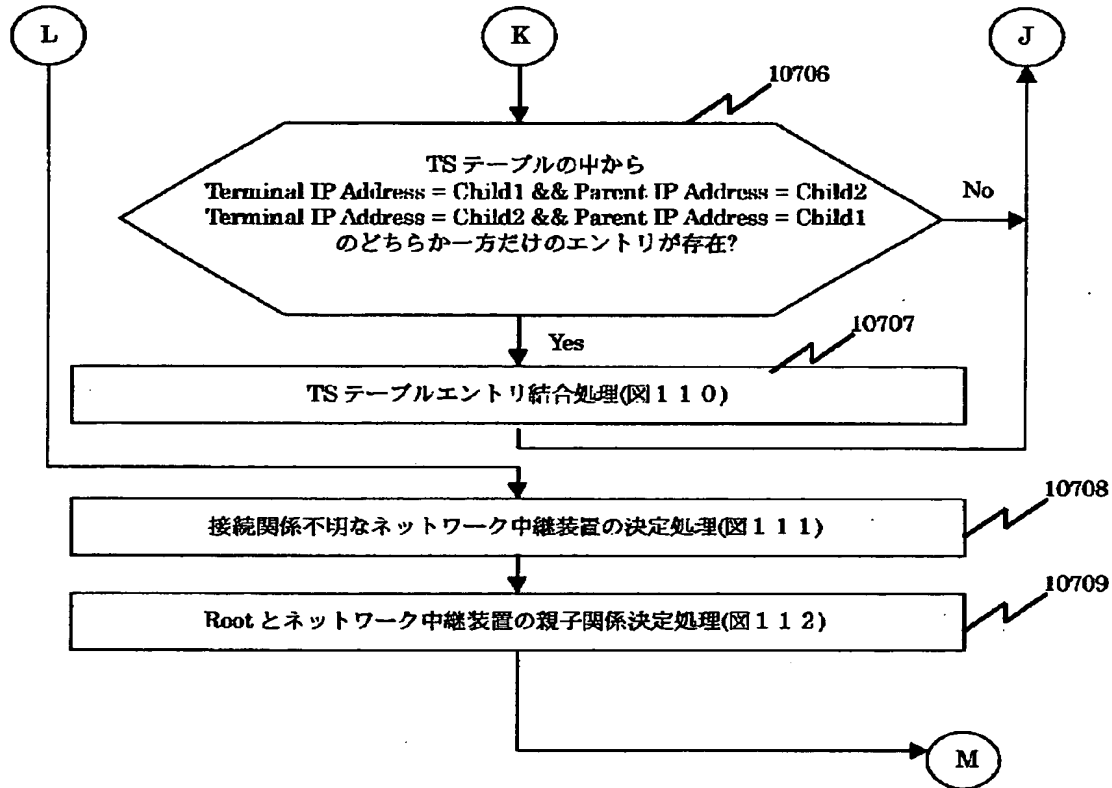 L
K
J
10706
TSテーブルの中から
Terminal IP Address = Child1 && Parent IP Address = Child2
Terminal IP Address = Child2 && Parent IP Address = Child1
のどちらか一方だけのエントリが存在?
No
Yes
10707
TSテーブルエントリ結合処理(図110)
10708
接続関係不明なネットワーク中継装置の決定処理(図111)
10709
Rootとネットワーク中継装置の親子関係決定処理(図112)
M